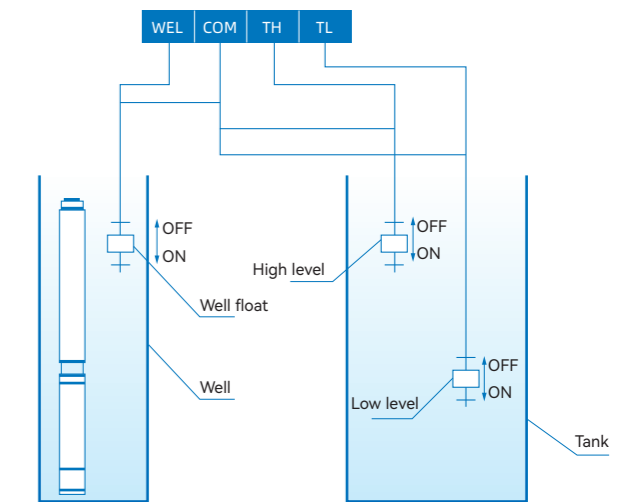 WEL COM TH TL
OFF
ON
Well float
Well
High level
OFF
ON
Low level
OFF
ON
Tank